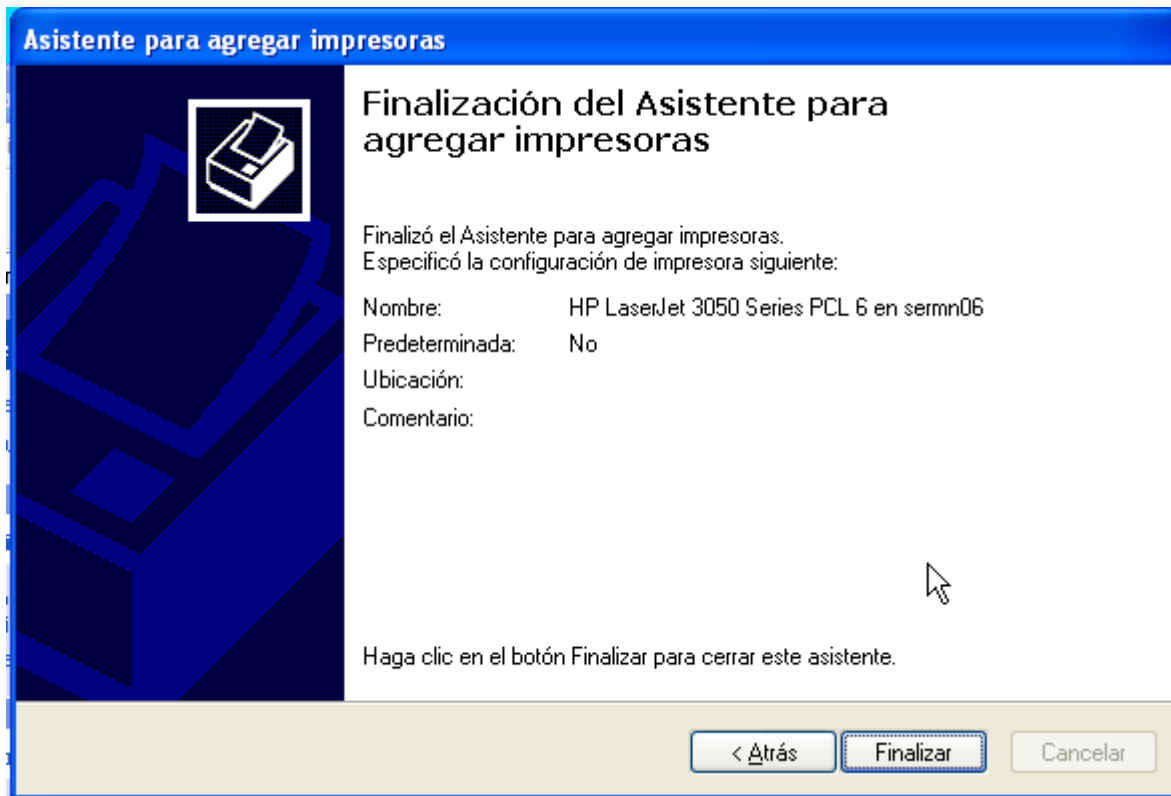 Asistente para agregar impresoras
Finalización del Asistente para
agregar impresoras
Finalizó el Asistente para agregar impresoras.
Especificó la configuración de impresora siguiente:
Nombre: HP LaserJet 3050 Series PCL 6 en sermn06
Predeterminada: No
Ubicación:
Comentario:
Haga clic en el botón Finalizar para cerrar este asistente.
< Atrás Finalizar Cancelar